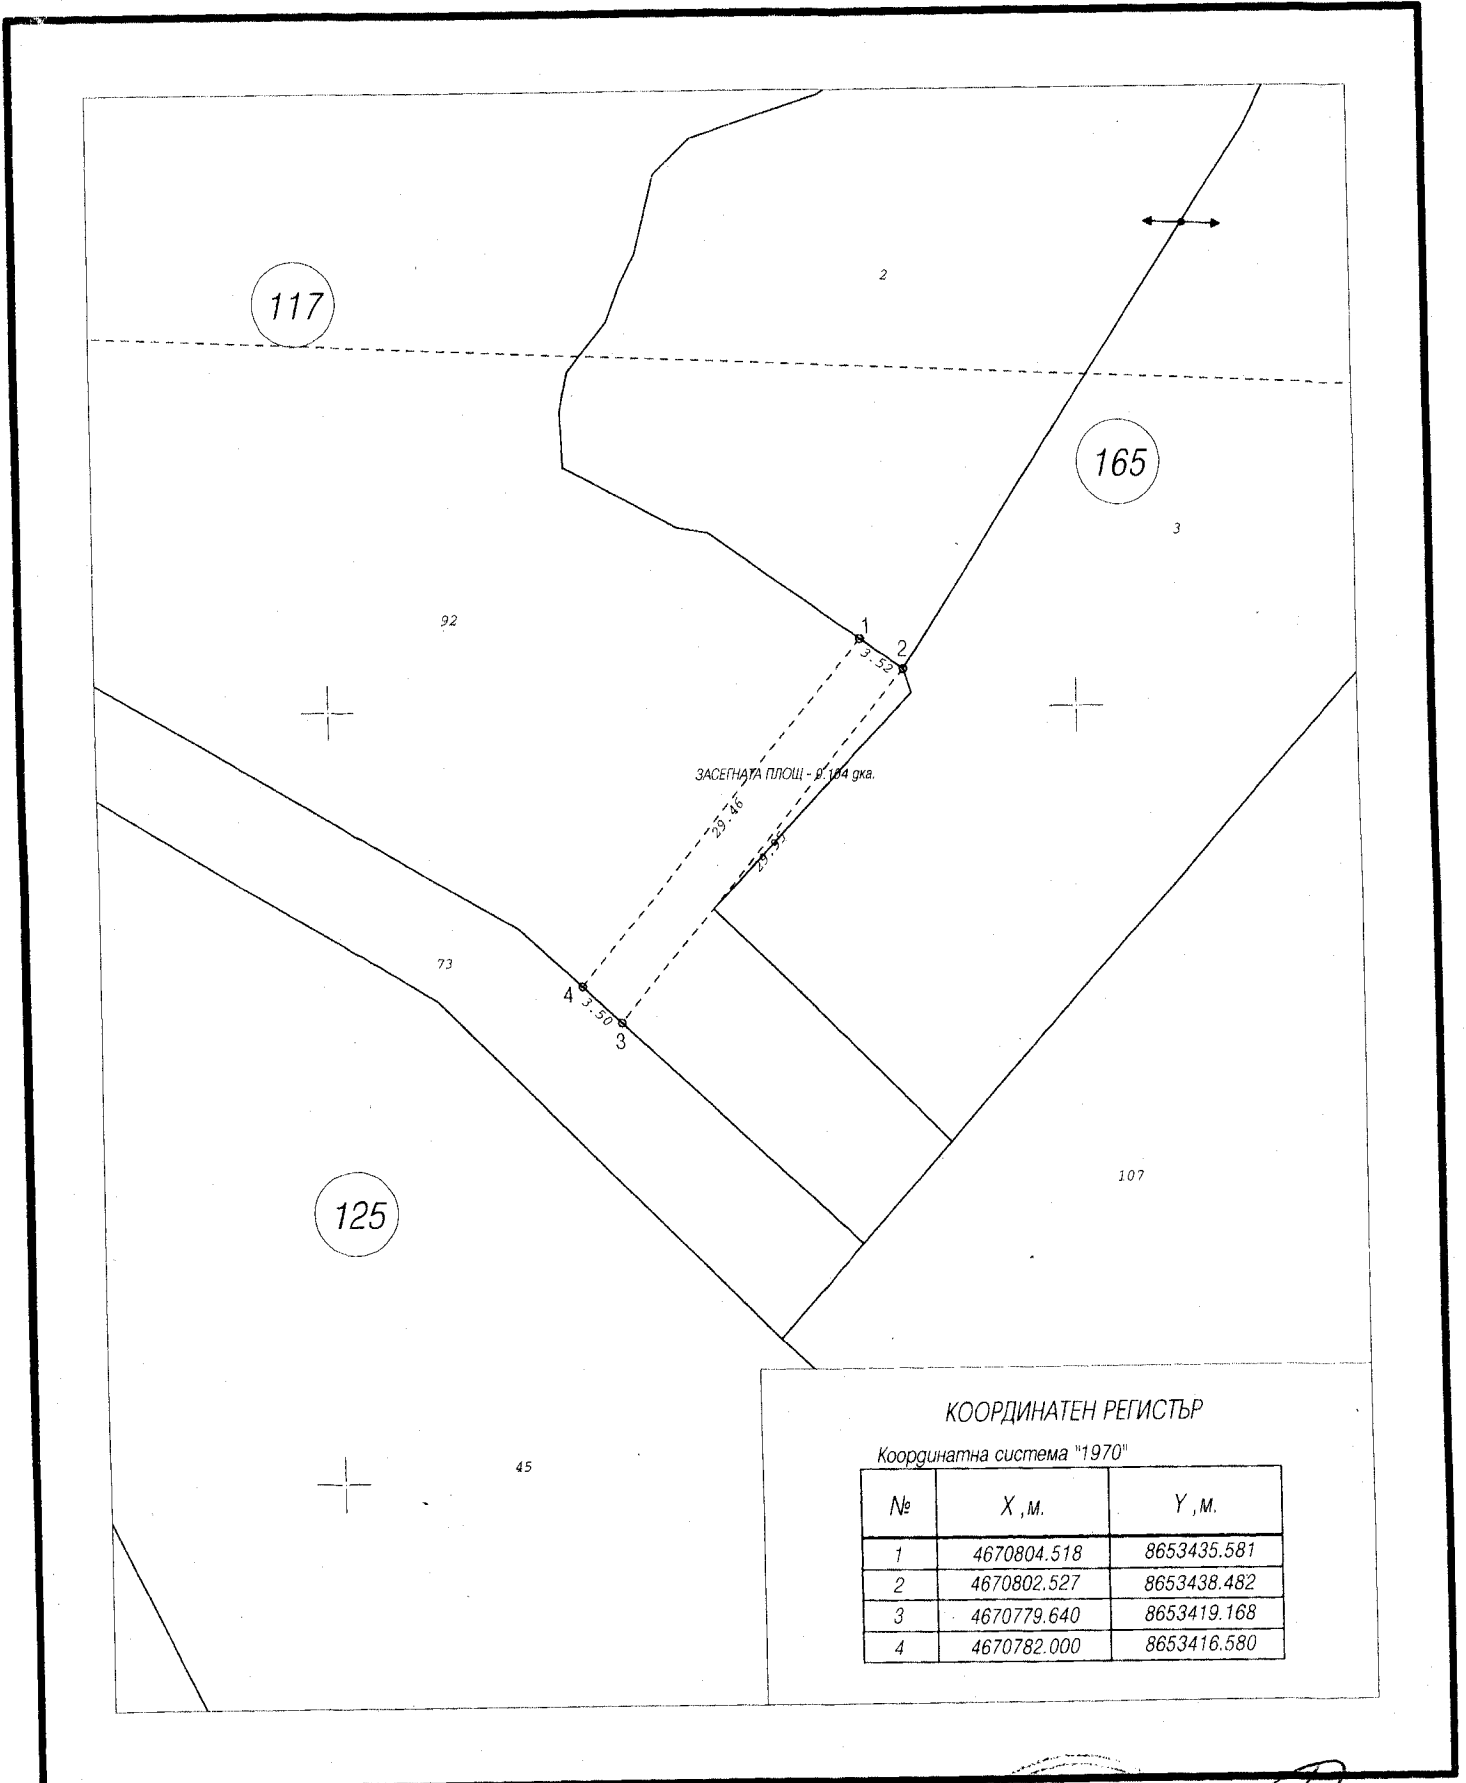 2
117
165
3
92
1
2
3.52
ЗАСЕГНАТА ПЛОЩ - 0.104 дка.
29.46
29.95
73
4
3.50
3
107
125
45
КООРДИНАТЕН РЕГИСТЪР
Координатна система "1970"
№ X ,м. Y ,м.
1 4670804.518 8653435.581
2 4670802.527 8653438.482
3 4670779.640 8653419.168
4 4670782.000 8653416.580